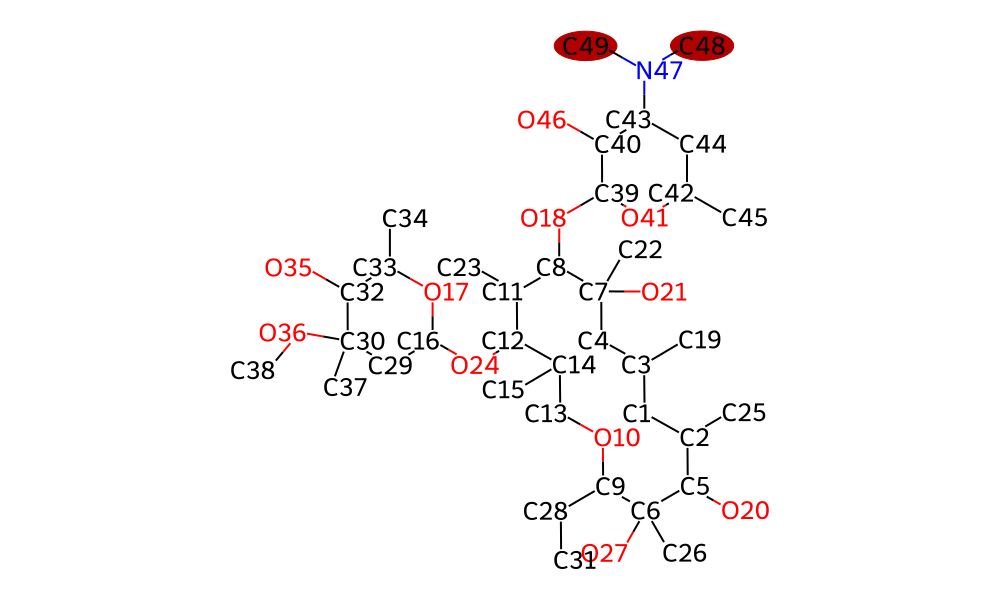 C49 C48
N47
O46 C43
C40 C44
C39 C42
C34 O18 O41 C45
C22
O35 C33 C23 C8
C32 O17 C11 C7 O21
O36 C30 C16 C12 C4 C19
C38 C29 O24 C14 C3
C37 C15
C13 C1 C25
O10 C2
C9 C5
C28 C6 O20
C31 O27 C26